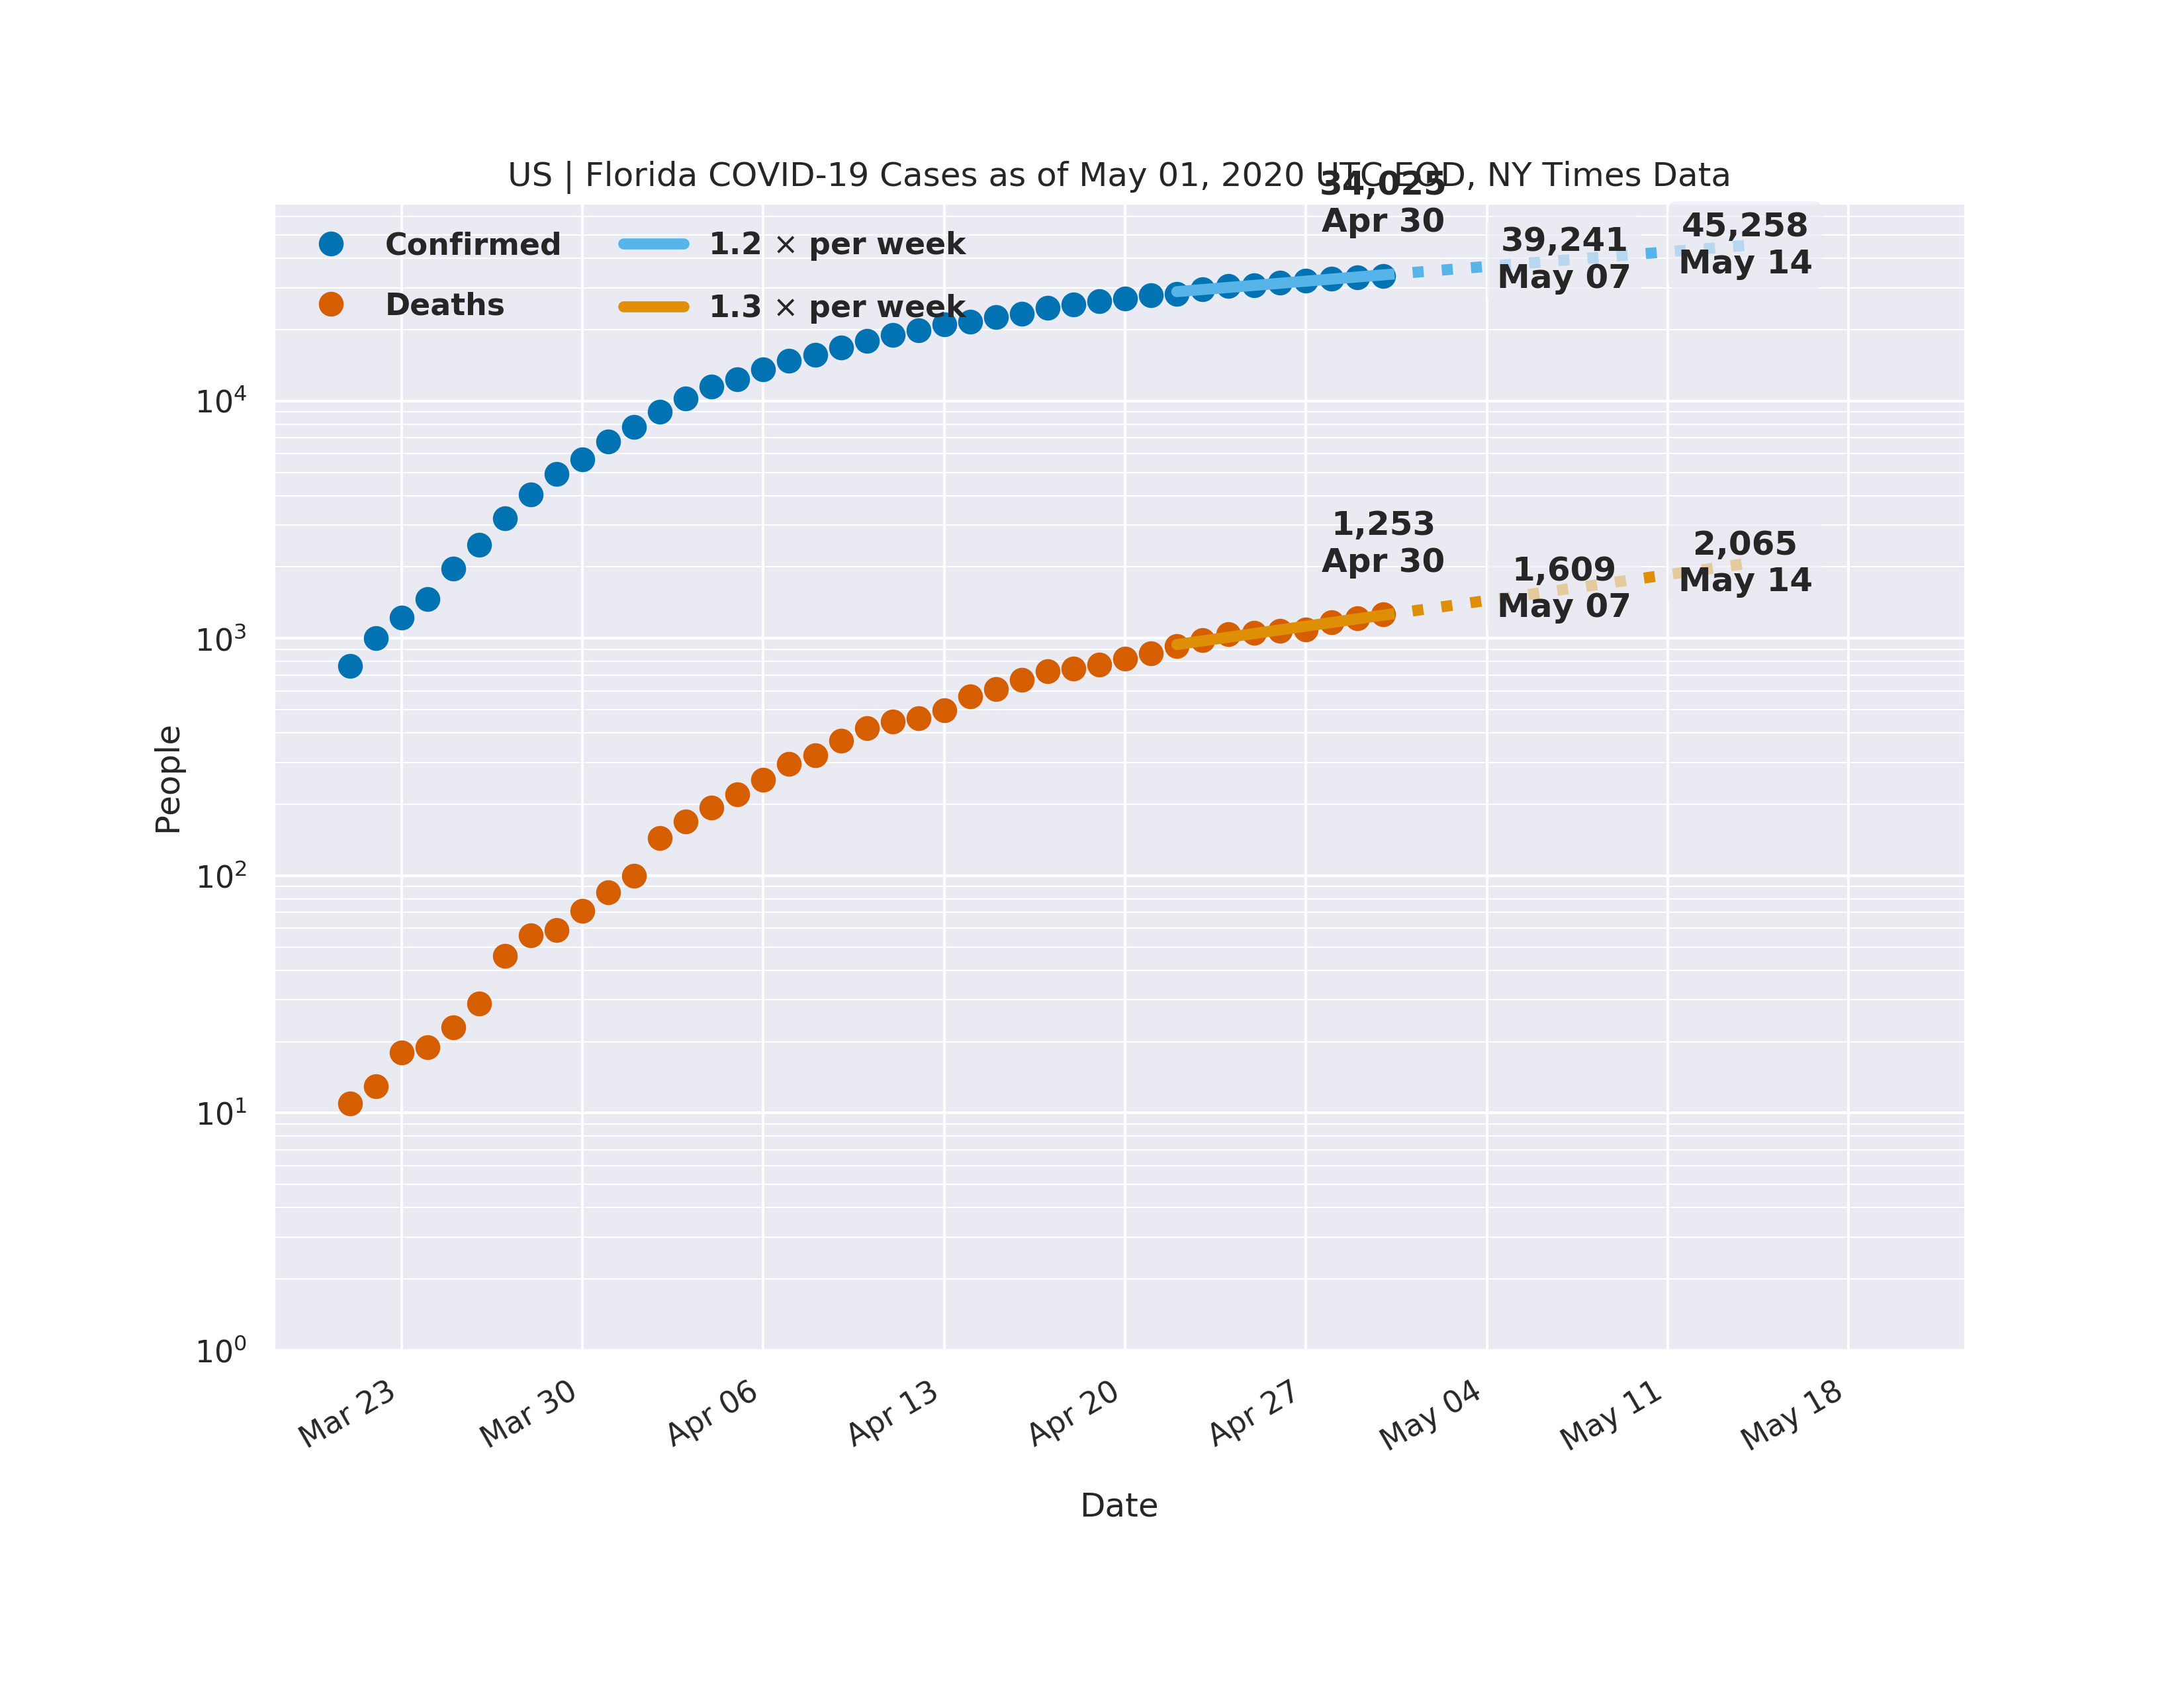 US | Florida COVID-19 Cases as of May 01, 2020 UTC EOD, NY Times Data
34,025
Apr 30
39,241
May 07
45,258
May 14
Confirmed
Deaths
1.2 × per week
1.3 × per week
1,253
Apr 30
1,609
May 07
2,065
May 14
People
10⁴
10³
10²
10¹
10⁰
Mar 23
Mar 30
Apr 06
Apr 13
Apr 20
Apr 27
May 04
May 11
May 18
Date